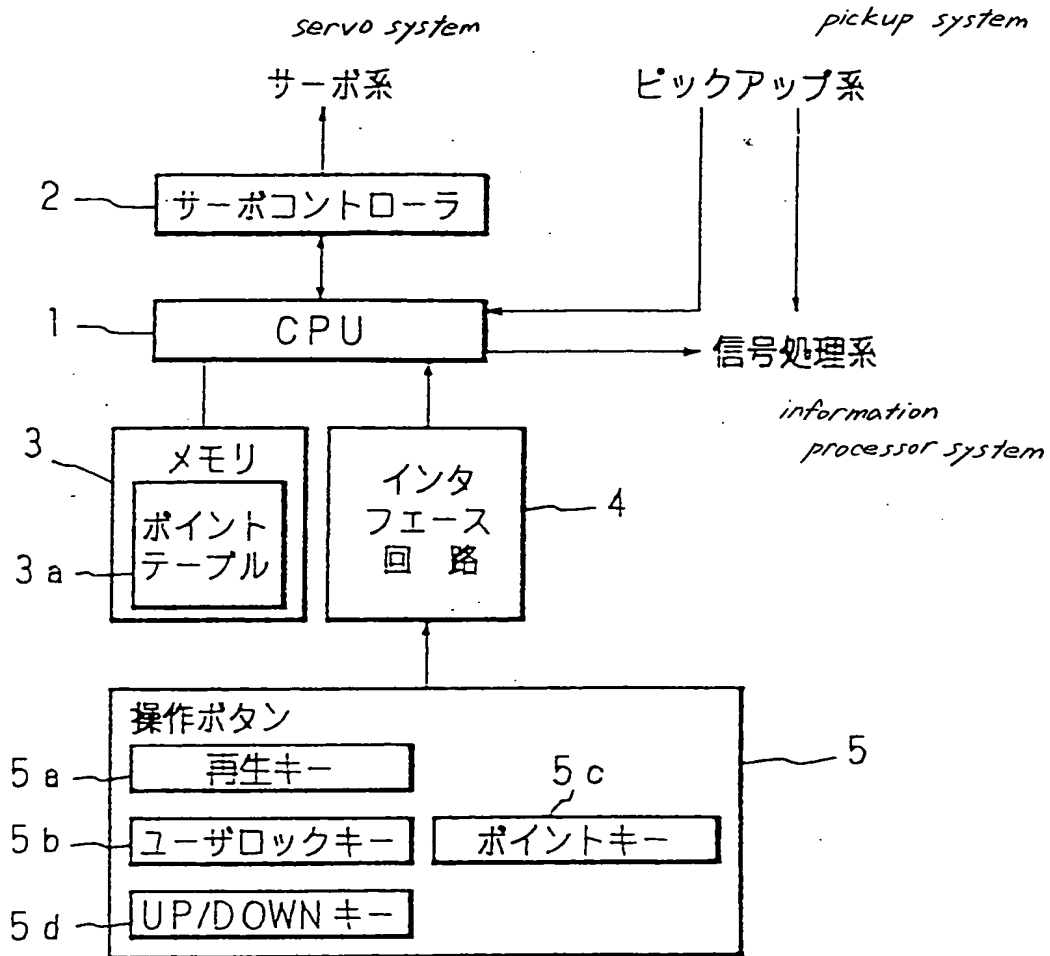 servo system
pickup system
サーボ系
ピックアップ系
2
サーボコントローラ
1
CPU
信号処理系
information
processor system
3
メモリ
ポイント
テーブル
3a
インタ
フエース
回 路
4
操作ボタン
5
5a
再生キー
5c
5b
ユーザロックキー
ポイントキー
5d
UP/DOWNキー